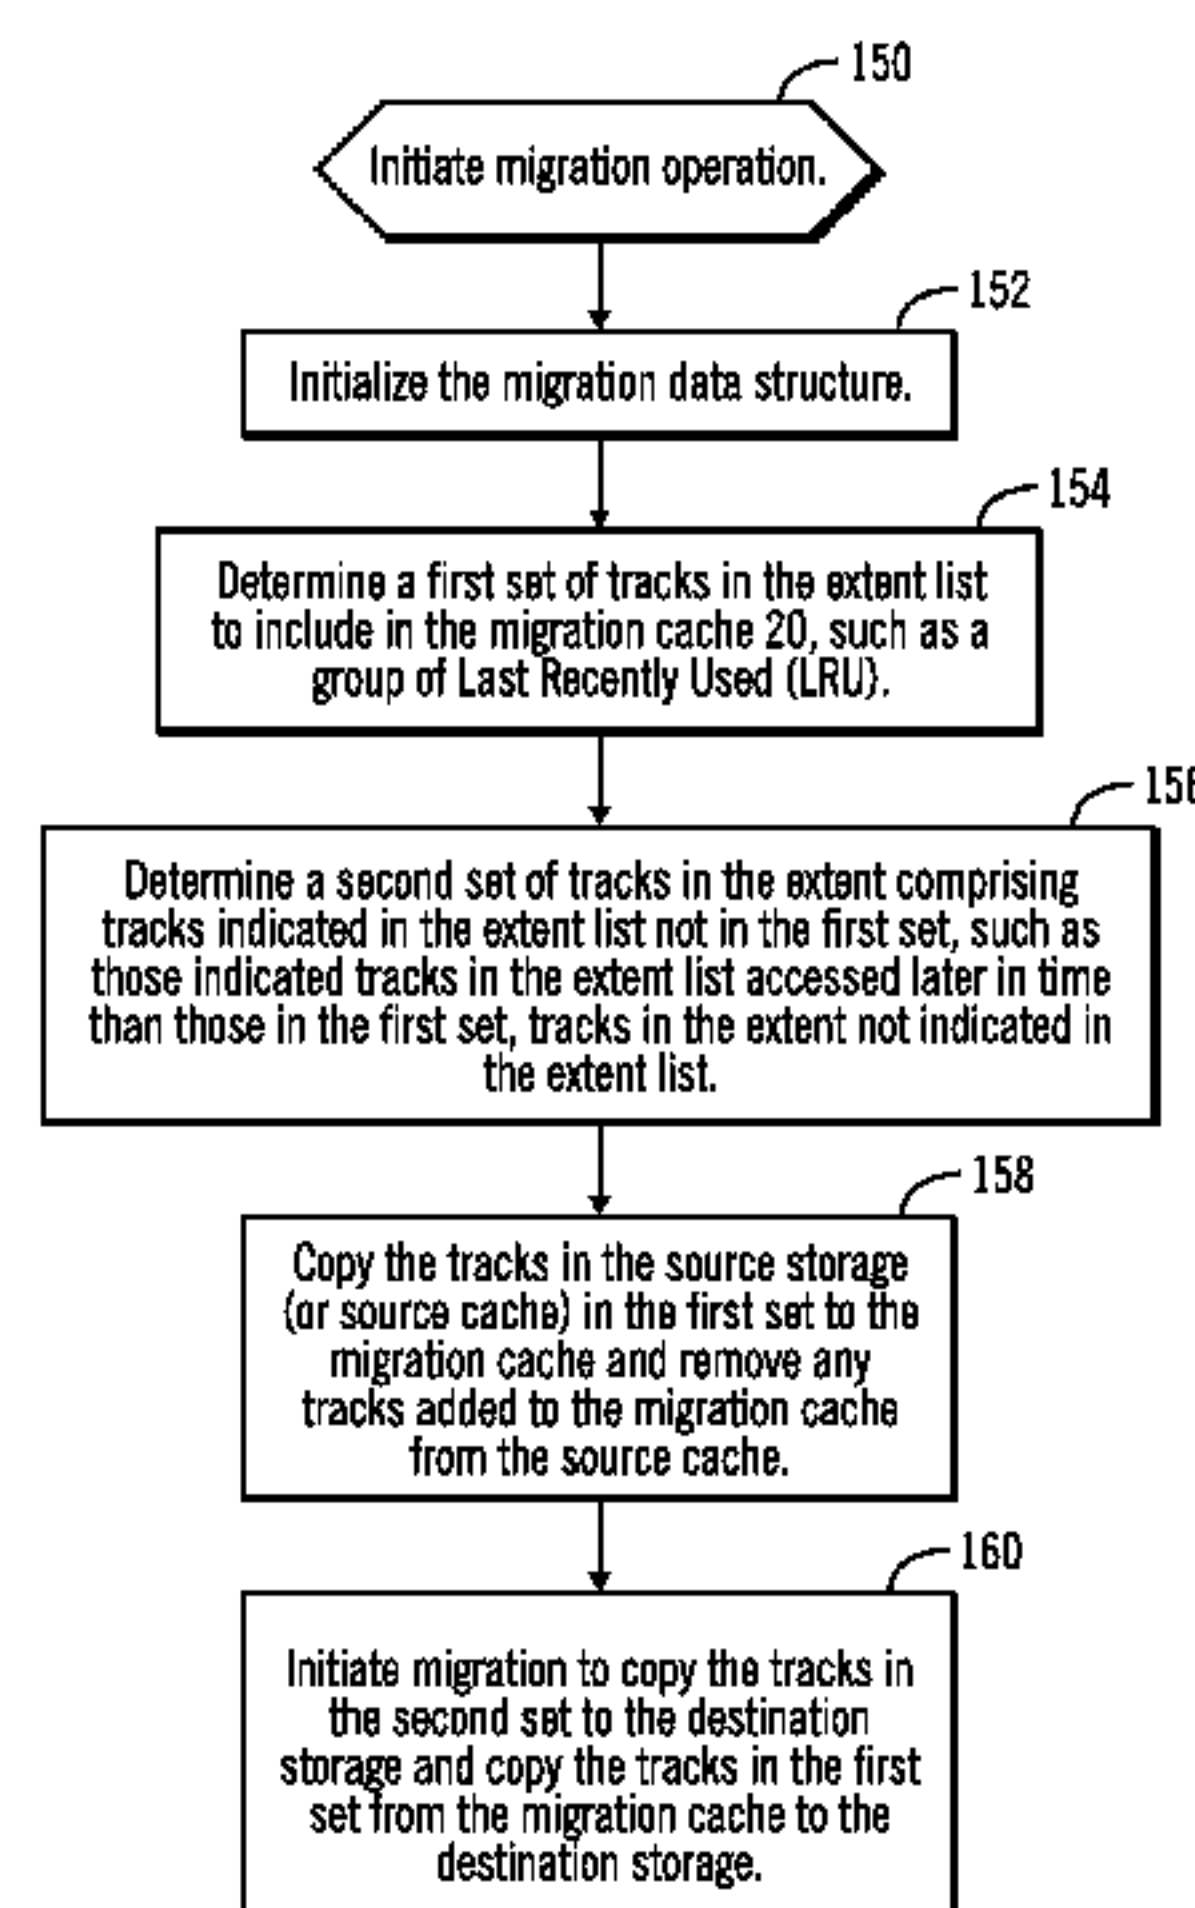 150
Initiate migration operation.
152
Initialize the migration data structure.
154
Determine a first set of tracks in the extent list
to include in the migration cache 20, such as a
group of Last Recently Used (LRU}.
156
Determine a second set of tracks in the extent comprising
tracks indicated in the extent list not in the first set, such as
those indicated tracks in the extent list accessed later in time
than those in the first set, tracks in the extent not indicated in
the extent list.
158
Copy the tracks in the source storage
(or source cache) in the first set to the
migration cache and remove any
tracks added to the migration cache
from the source cache.
160
Initiate migration to copy the tracks in
the second set to the destination
storage and copy the tracks in the first
set from the migration cache to the
destination storage.